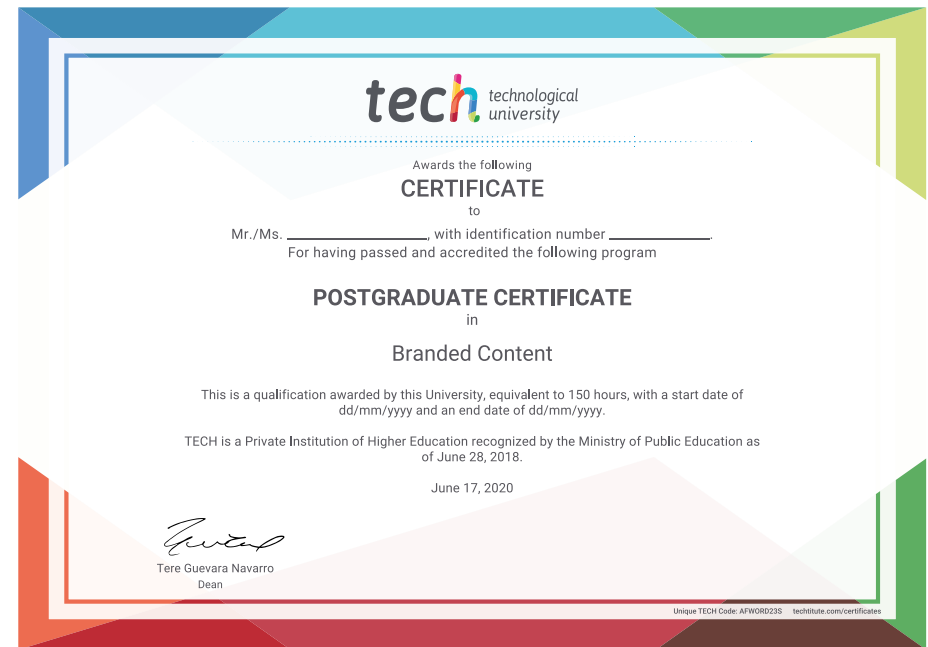 tech technological
university
Awards the following
CERTIFICATE
to
Mr./Ms. ____________________, with identification number ______________.
For having passed and accredited the following program
POSTGRADUATE CERTIFICATE
in
Branded Content
This is a qualification awarded by this University, equivalent to 150 hours, with a start date of
dd/mm/yyyy and an end date of dd/mm/yyyy.
TECH is a Private Institution of Higher Education recognized by the Ministry of Public Education as
of June 28, 2018.
June 17, 2020
Tere Guevara Navarro
Dean
Unique TECH Code: AFWORD23S techtitute.com/certificates